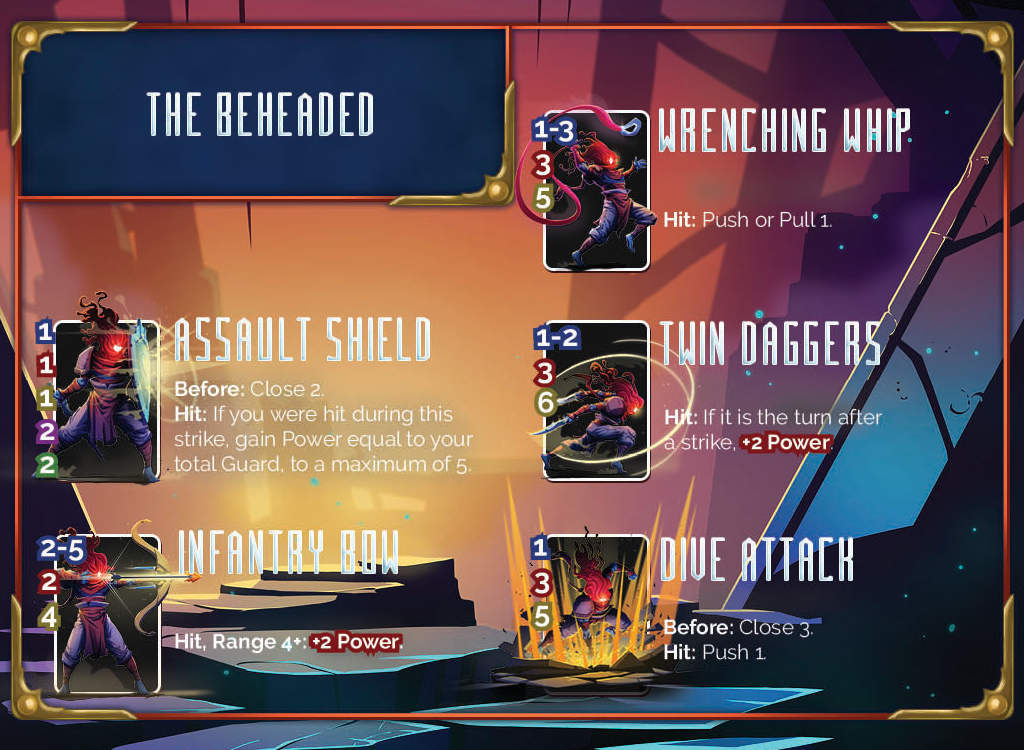 THE BEHEADED
ASSAULT SHIELD
1
1
1
2
2
Before: Close 2.
Hit: If you were hit during this
strike, gain Power equal to your
total Guard, to a maximum of 5.
INFANTRY BOW
2-5
2
4
Hit, Range 4+: +2 Power.
WRENCHING WHIP
1-3
3
5
Hit: Push or Pull 1.
TWIN DAGGERS
1-2
3
6
Hit: If it is the turn after
a strike, +2 Power.
DIVE ATTACK
1
3
5
Before: Close 3.
Hit: Push 1.